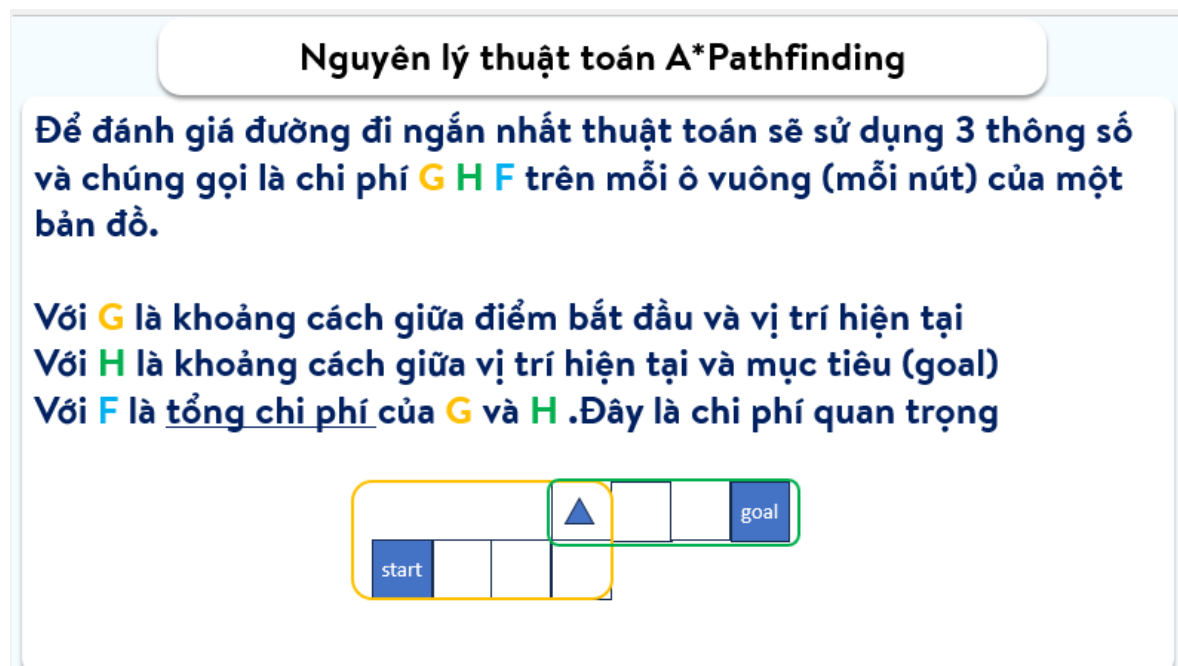 Nguyên lý thuật toán A*Pathfinding
Để đánh giá đường đi ngắn nhất thuật toán sẽ sử dụng 3 thông số
và chúng gọi là chi phí G H F trên mỗi ô vuông (mỗi nút) của một
bản đồ.
Với G là khoảng cách giữa điểm bắt đầu và vị trí hiện tại
Với H là khoảng cách giữa vị trí hiện tại và mục tiêu (goal)
Với F là tổng chi phí của G và H .Đây là chi phí quan trọng
goal
start